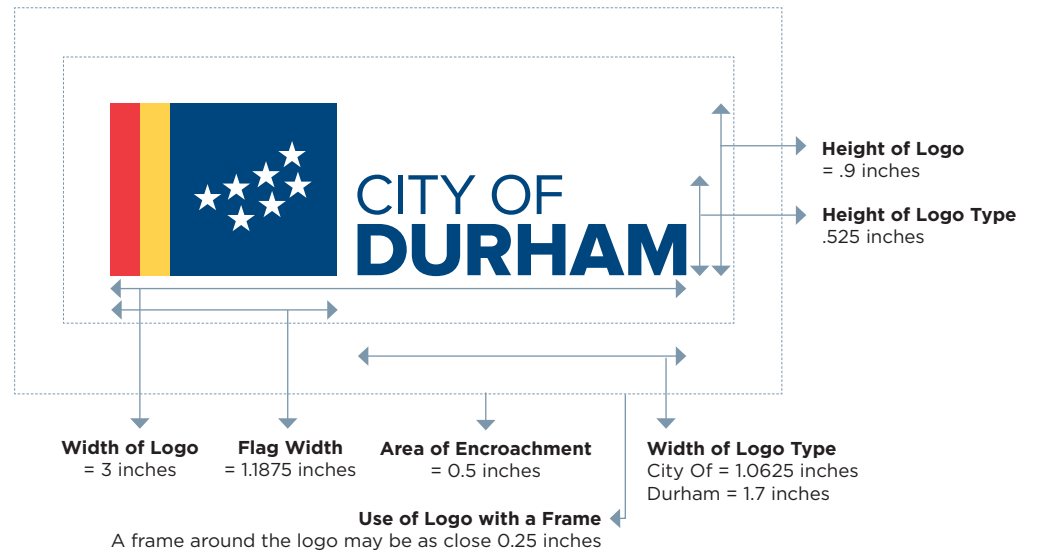 CITY OF
DURHAM
Height of Logo
= .9 inches
Height of Logo Type
.525 inches
Width of Logo
= 3 inches
Flag Width
= 1.1875 inches
Area of Encroachment
= 0.5 inches
Width of Logo Type
City Of = 1.0625 inches
Durham = 1.7 inches
Use of Logo with a Frame
A frame around the logo may be as close 0.25 inches